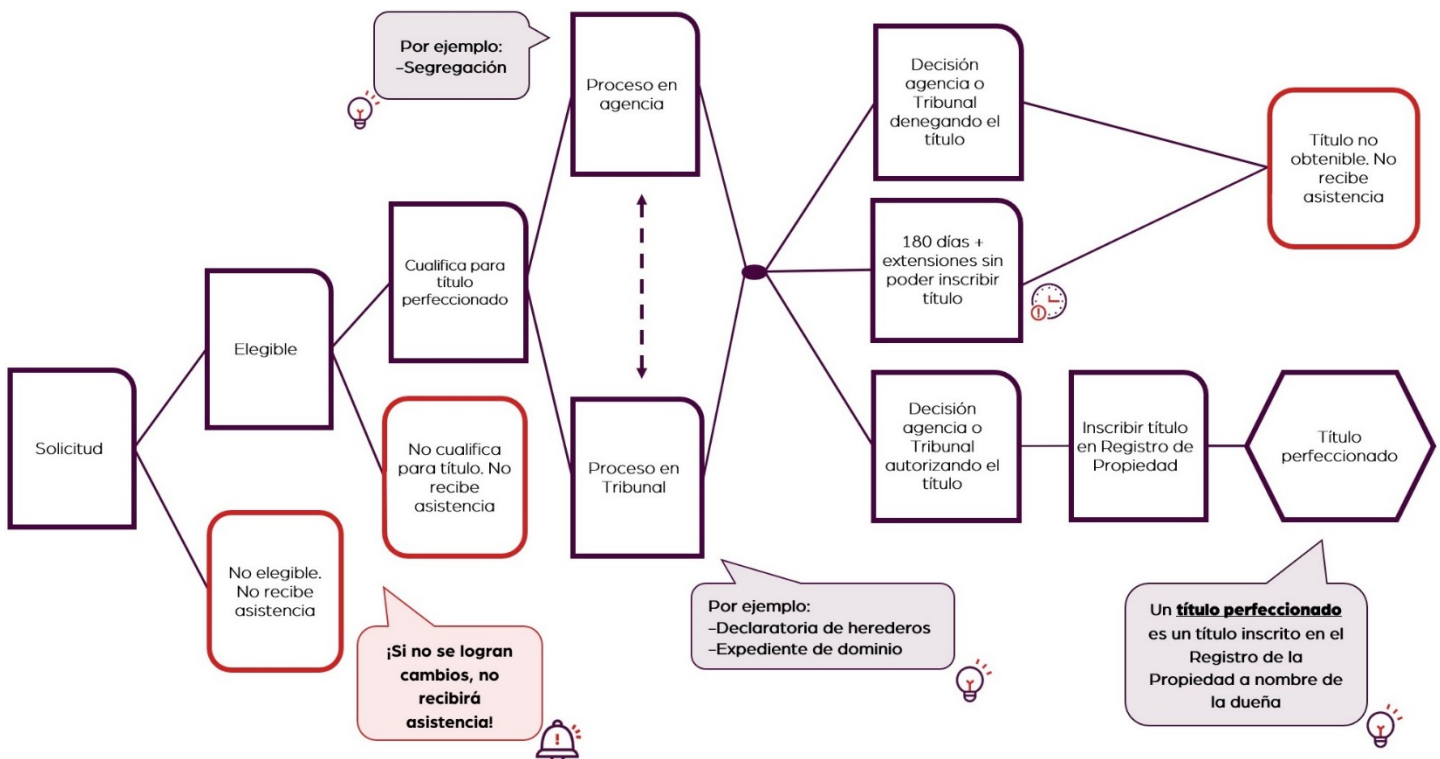 Por ejemplo:
-Segregación
Proceso en
agencia
Decisión
agencia o
Tribunal
denegando el
título
Título no
obtenible. No
recibe
asistencia
Cualifica para
título
perfeccionado
180 días +
extensiones sin
poder inscribir
título
Elegible
Solicitud
No cualifica
para título. No
recibe
asistencia
Proceso en
Tribunal
Decisión
agencia o
Tribunal
autorizando el
título
Inscribir título
en Registro de
Propiedad
Título
perfeccionado
No elegible.
No recibe
asistencia
¡Si no se logran
cambios, no
recibirá
asistencia!
Por ejemplo:
-Declaratoria de herederos
-Expediente de dominio
Un título perfeccionado
es un título inscrito en el
Registro de la
Propiedad a nombre de
la dueña